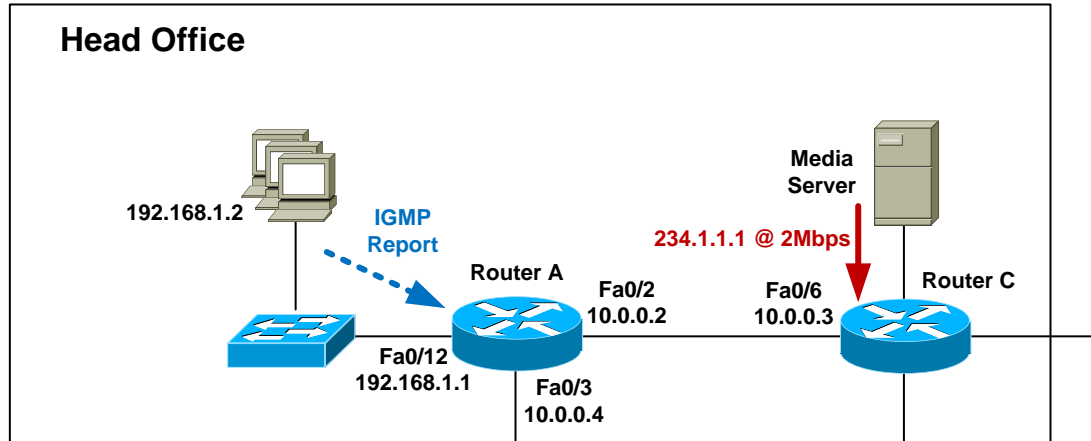 Head Office
192.168.1.2
IGMP
Report
Media
Server
234.1.1.1 @ 2Mbps
Router A
Router C
Fa0/2
10.0.0.2
Fa0/6
10.0.0.3
Fa0/12
192.168.1.1
Fa0/3
10.0.0.4